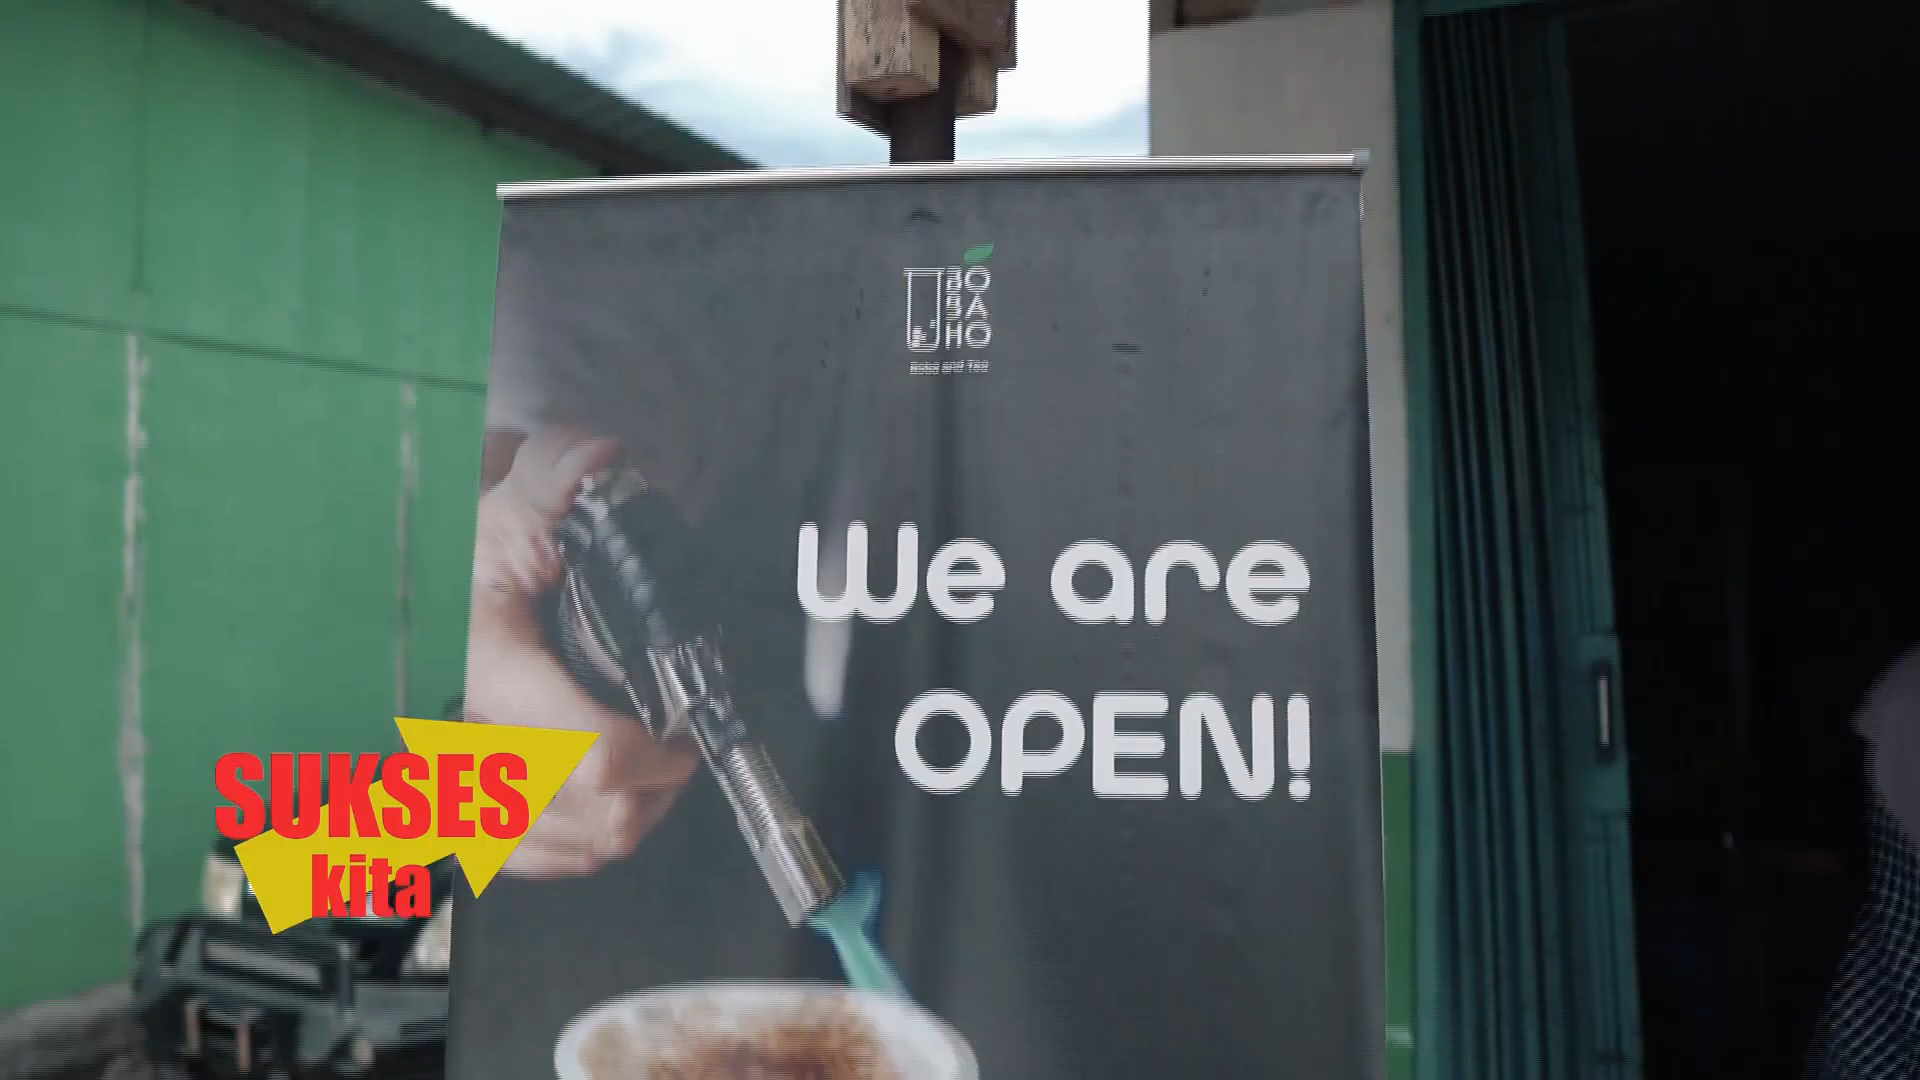 BO
BA
HO
Boba and Tea
We are
OPEN!
SUKSES
kita